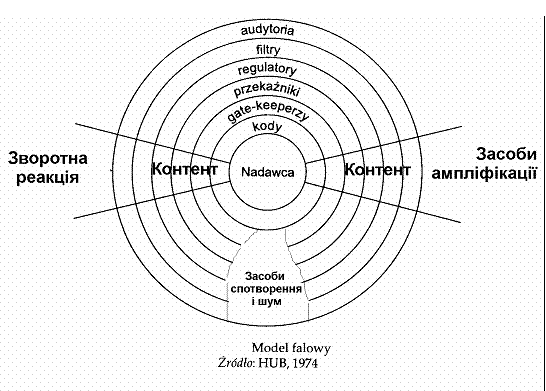 audytoria
filtry
regulatory
przekaźniki
gate-keeperzy
kody
Зворотна
реакція
Контент
Nadawca
Контент
Засоби
ампліфікації
Засоби
спотворення
і шум
Model falowy
Źródło: HUB, 1974